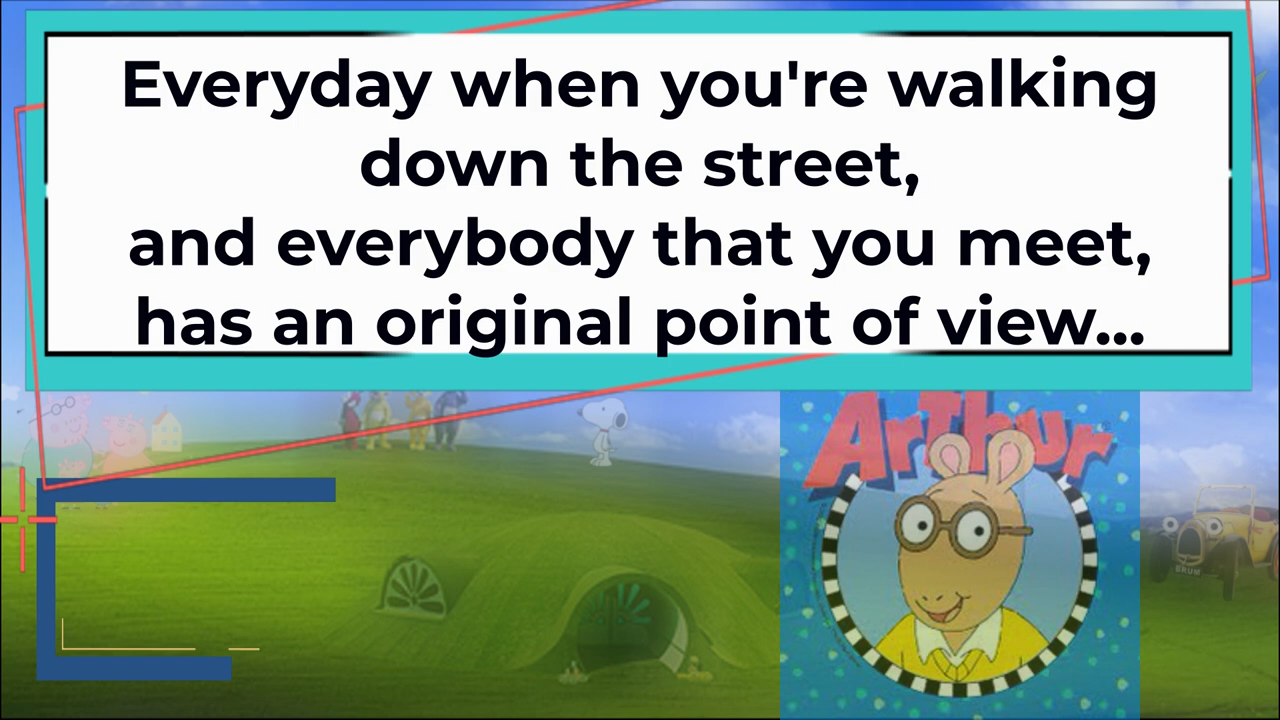 Everyday when you're walking
down the street,
and everybody that you meet,
has an original point of view...
Arthur
BRUM